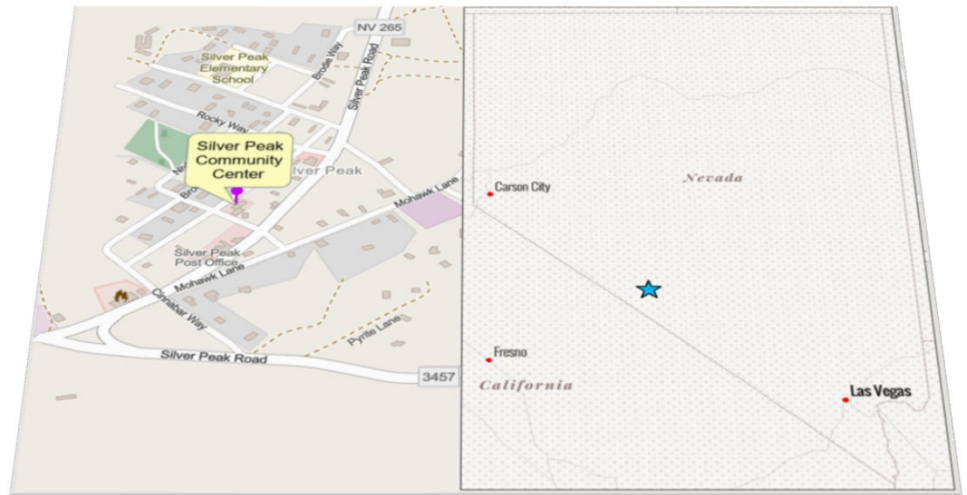 NV 265
Silver Peak
Elementary
School
Brodie Way
Silver Peak Road
Rocky Way
Silver Peak
Community
Center
lver Peak
Mohawk Lane
Silver Peak
Post Office
Mohawk Lane
Cinnabar Way
Pyrite Lane
Silver Peak Road
3457
Nevada
Carson City
Fresno
California
Las Vegas